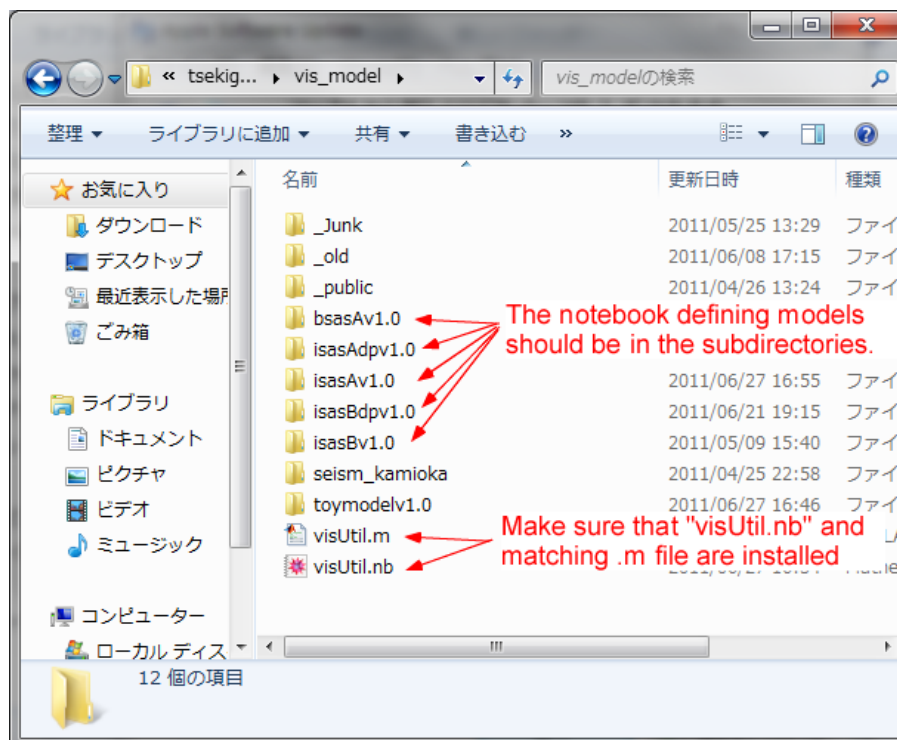 « tsekig... ▸ vis_model ▸
vis_modelの検索
整理 ライブラリに追加 共有 書き込む »
お気に入り
ダウンロード
デスクトップ
最近表示した場所
ごみ箱
ライブラリ
ドキュメント
ピクチャ
ビデオ
ミュージック
コンピューター
ローカル ディス
名前 更新日時 種類
_Junk 2011/05/25 13:29 ファイ
_old 2011/06/08 17:15 ファイ
_public 2011/04/26 13:24 ファイ
bsasAv1.0
isasAdpv1.0
isasAv1.0 2011/06/27 16:55 ファイ
isasBdpv1.0 2011/06/21 19:15 ファイ
isasBv1.0 2011/05/09 15:40 ファイ
seism_kamioka 2011/04/25 22:58 ファイ
toymodelv1.0 2011/06/27 16:46 ファイ
visUtil.m
visUtil.nb
The notebook defining models
should be in the subdirectories.
Make sure that "visUtil.nb" and
matching .m file are installed
12 個の項目